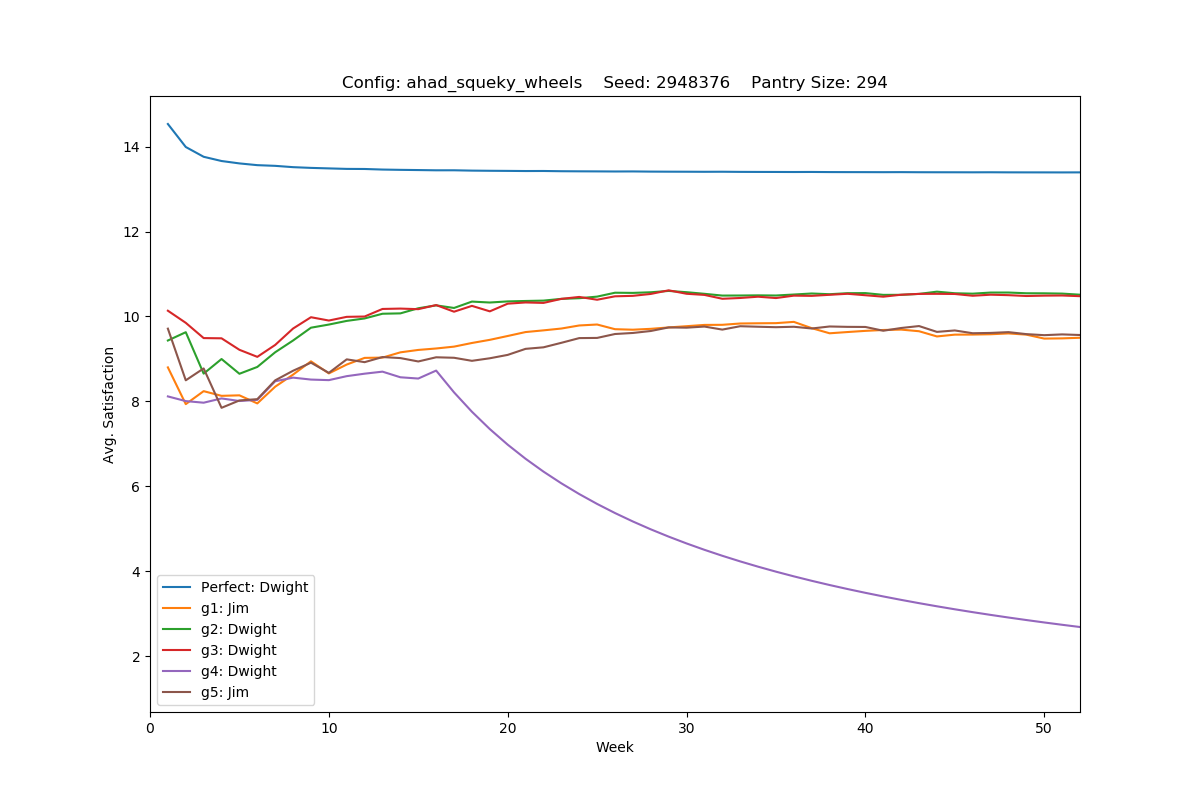 Config: ahad_squeky_wheels    Seed: 2948376    Pantry Size: 294
14
12
10
8
6
4
2
Avg. Satisfaction
Perfect: Dwight
g1: Jim
g2: Dwight
g3: Dwight
g4: Dwight
g5: Jim
0
10
20
30
40
50
Week